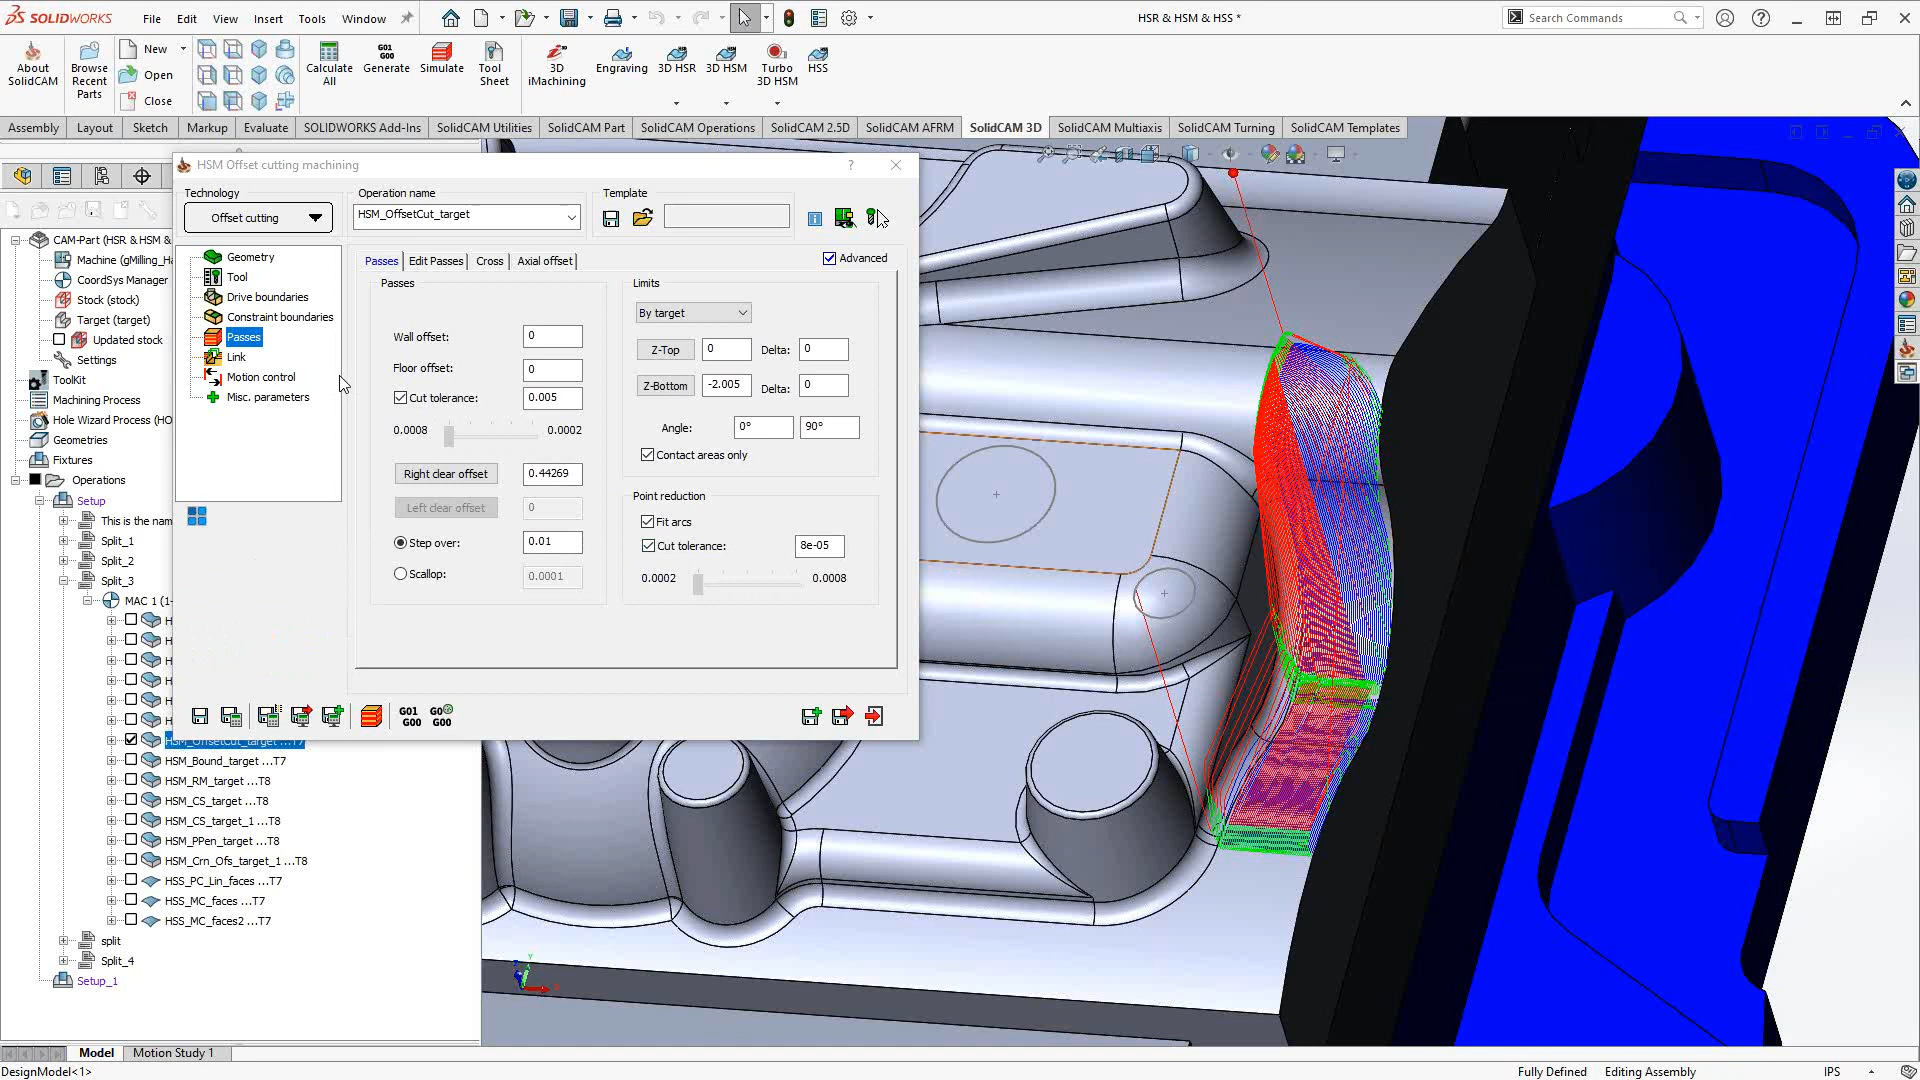 SOLIDWORKS File Edit View Insert Tools Window HSR & HSM & HSS * Search Commands
About SolidCAM
Browse Recent Parts
New
Open
Close
Calculate All
G01 G00 Generate
Simulate
Tool Sheet
3D iMachining
Engraving
3D HSR
3D HSM
Turbo 3D HSM
HSS
Assembly Layout Sketch Markup Evaluate SOLIDWORKS Add-Ins SolidCAM Utilities SolidCAM Part SolidCAM Operations SolidCAM 2.5D SolidCAM AFRM SolidCAM 3D SolidCAM Multiaxis SolidCAM Turning SolidCAM Templates
CAM-Part (HSR & HSM &
Machine (gMilling_Ha
CoordSys Manager
Stock (stock)
Target (target)
Updated stock
Settings
ToolKit
Machining Process
Hole Wizard Process (HO
Geometries
Fixtures
Operations
Setup
This is the nam
Split_1
Split_2
Split_3
MAC 1 (1-
H
H
H
H
H
H
HSM_OffsetCut_target ...T7
HSM_Bound_target ...T7
HSM_RM_target ...T8
HSM_CS_target ...T8
HSM_CS_target_1 ...T8
HSM_PPen_target ...T8
HSM_Crn_Ofs_target_1 ...T8
HSS_PC_Lin_faces ...T7
HSS_MC_faces ...T7
HSS_MC_faces2 ...T7
split
Split_4
Setup_1
HSM Offset cutting machining ?
Technology
Offset cutting
Operation name
HSM_OffsetCut_target
Template
Geometry
Tool
Drive boundaries
Constraint boundaries
Passes
Link
Motion control
Misc. parameters
Passes Edit Passes Cross Axial offset Advanced
Passes
Wall offset: 0
Floor offset: 0
Cut tolerance: 0.005
0.0008 0.0002
Right clear offset 0.44269
Left clear offset 0
Step over: 0.01
Scallop: 0.0001
Limits
By target
Z-Top 0 Delta: 0
Z-Bottom -2.005 Delta: 0
Angle: 0° 90°
Contact areas only
Point reduction
Fit arcs
Cut tolerance: 8e-05
0.0002 0.0008
G01 G00
G0 G00
Model Motion Study 1
DesignModel<1> Fully Defined Editing Assembly IPS